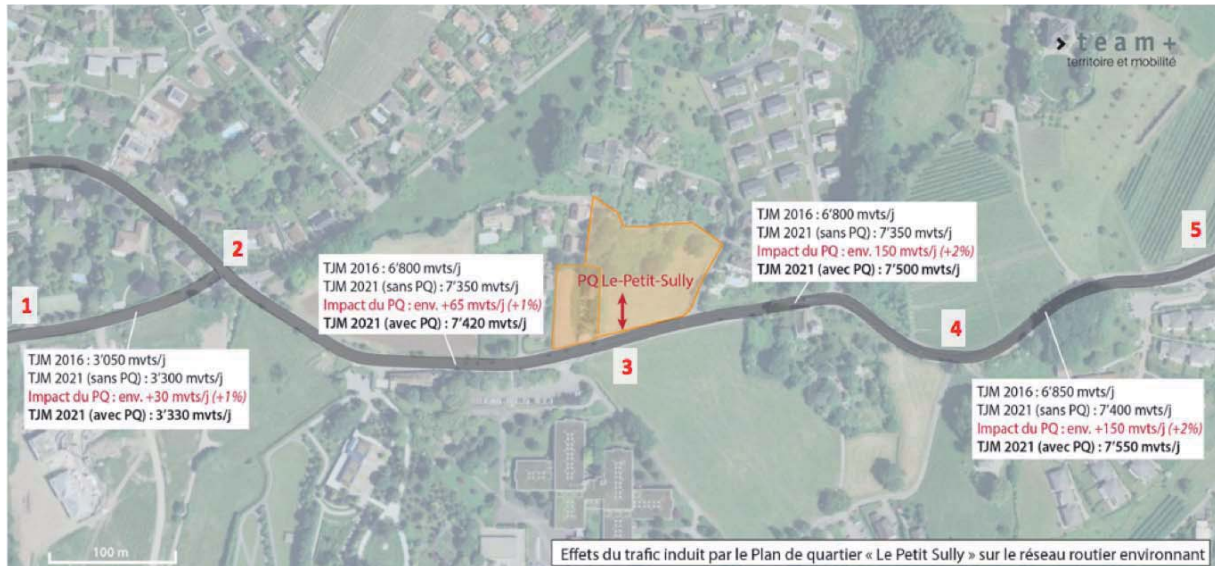 > team+
territoire et mobilité
5
TJM 2016 : 6'800 mvts/j
TJM 2021 (sans PQ) : 7'350 mvts/j
Impact du PQ : env. 150 mvts/j (+2%)
TJM 2021 (avec PQ) : 7'500 mvts/j
2
TJM 2016 : 6'800 mvts/j
TJM 2021 (sans PQ) : 7'350 mvts/j
Impact du PQ : env. +65 mvts/j (+1%)
TJM 2021 (avec PQ) : 7'420 mvts/j
PQ Le-Petit-Sully
1
4
3
TJM 2016 : 3'050 mvts/j
TJM 2021 (sans PQ) : 3'300 mvts/j
Impact du PQ : env. +30 mvts/j (+1%)
TJM 2021 (avec PQ) : 3'330 mvts/j
TJM 2016 : 6'850 mvts/j
TJM 2021 (sans PQ) : 7'400 mvts/j
Impact du PQ : env. +150 mvts/j (+2%)
TJM 2021 (avec PQ) : 7'550 mvts/j
100 m
Effets du trafic induit par le Plan de quartier « Le Petit Sully » sur le réseau routier environnant